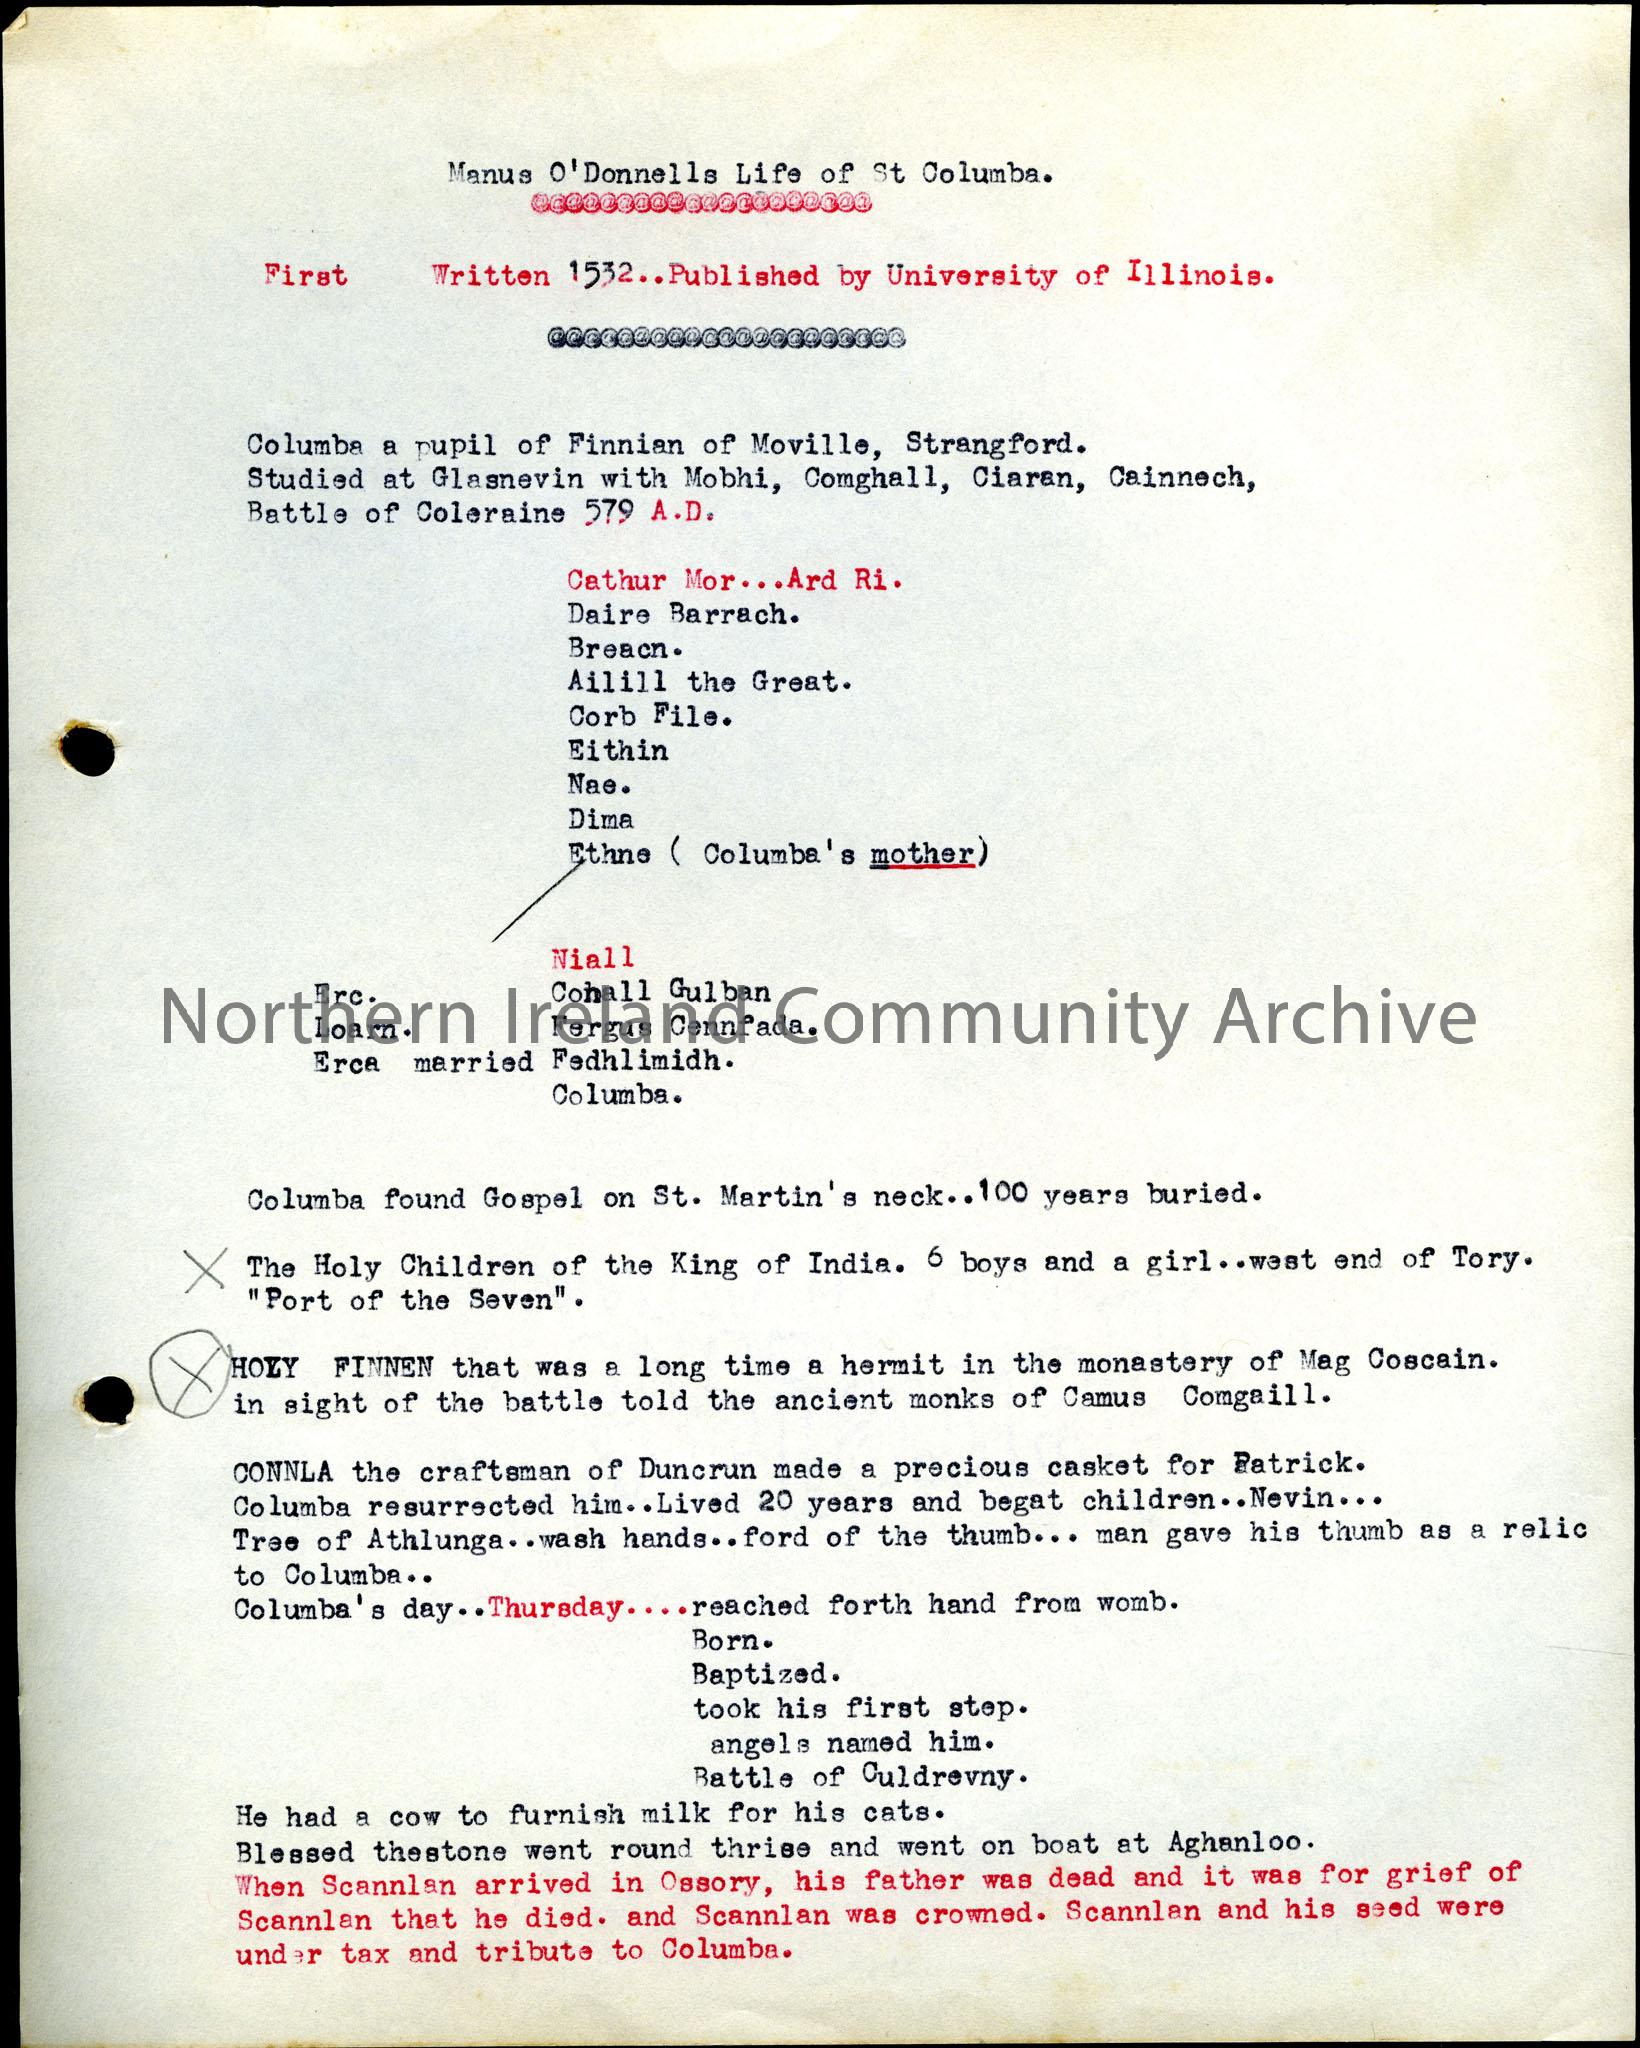 Manus O'Donnells Life of St Columba.
@@@@@@@@@@@@@@@@@@@@
First Written 1532..Published by University of Illinois.
@@@@@@@@@@@@@@@@@@@@@
Columba a pupil of Finnian of Moville, Strangford.
Studied at Glasnevin with Mobhi, Comghall, Ciaran, Cainnech,
Battle of Coleraine 579 A.D.
Cathur Mor...Ard Ri.
Daire Barrach.
Breacn.
Ailill the Great.
Corb File.
Eithin
Nae.
Dima
Ethne ( Columba's mother)
Niall
Erc. Conall Gulban
Loarn. Fergus Cennfada.
Northern Ireland Community Archive
Erca married Fedhlimidh.
Columba.
Columba found Gospel on St. Martin's neck..100 years buried.
X The Holy Children of the King of India. 6 boys and a girl..west end of Tory.
"Port of the Seven".
X HOLY FINNEN that was a long time a hermit in the monastery of Mag Coscain.
in sight of the battle told the ancient monks of Camus Comgaill.
CONNLA the craftsman of Duncrun made a precious casket for Patrick.
Columba resurrected him..Lived 20 years and begat children..Nevin...
Tree of Athlunga..wash hands..ford of the thumb... man gave his thumb as a relic
to Columba..
Columba's day..Thursday....reached forth hand from womb.
Born.
Baptized.
took his first step.
angels named him.
Battle of Culdrevny.
He had a cow to furnish milk for his cats.
Blessed thestone went round thrise and went on boat at Aghanloo.
When Scannlan arrived in Ossory, his father was dead and it was for grief of
Scannlan that he died. and Scannlan was crowned. Scannlan and his seed were
under tax and tribute to Columba.